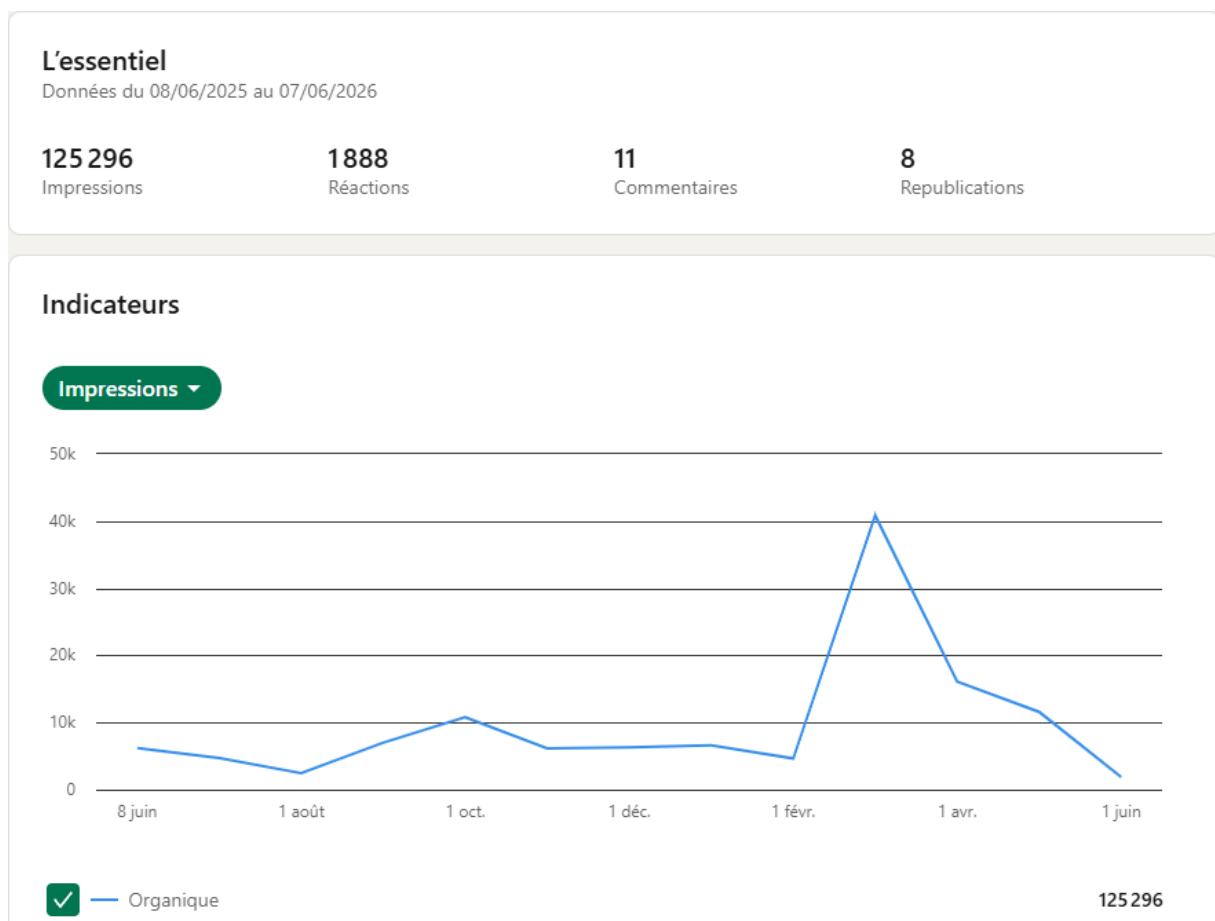 L'essentiel
Données du 08/06/2025 au 07/06/2026
125 296 1 888 11 8
Impressions Réactions Commentaires Republications
Indicateurs
Impressions
50k
40k
30k
20k
10k
0
8 juin 1 août 1 oct. 1 déc. 1 févr. 1 avr. 1 juin
Organique 125 296